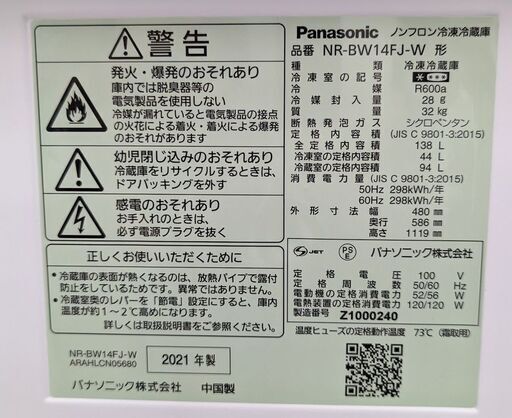 警告
発火・爆発のおそれあり
庫内では脱臭器等の
電気製品を使用しない
冷媒が漏れていると電気製品の接点
の火花による着火・着火による爆発
のおそれあり
幼児閉じ込みのおそれあり
冷蔵庫をリサイクルするときは、
ドアパッキングを外す
感電のおそれあり
お手入れのときは、
必ず電源プラグを抜く
正しくお使いいただくために
●冷蔵庫の表面が熱くなるのは、放熱パイプで露付
防止をしているためで、異常ではありません。
●冷蔵室奥のレバーを「節電」設定にすると、庫内
温度が約1~2℃高めになります。
詳しくは取扱説明書をごらんください。
NR-BW14FJ-W
ARAHLCN05680
2021年製
パナソニック株式会社 中国製
Panasonic ノンフロン冷凍冷蔵庫
品番 NR-BW14FJ-W 形
種類 冷凍冷蔵庫
冷凍室の記号
冷媒 R600a
冷媒封入量 28 g
質量 32 kg
断熱発泡ガス シクロペンタン
定格内容積 (JIS C 9801-3:2015)
全定格内容積 138 L
冷凍室の定格内容積 44 L
冷蔵室の定格内容積 94 L
消費電力量 (JIS C 9801-3:2015)
50Hz 298kWh/年
60Hz 298kWh/年
外形寸法 幅 480 mm
奥行 586 mm
高さ 1119 mm
S JET PS E パナソニック株式会社
定格電圧 100 V
定格周波数 50/60 Hz
電動機の定格消費電力 52/56 W
電熱装置の定格消費電力 120/120 W
製造番号 Z1000240
温度ヒューズの定格動作温度 73℃ (霜取用)